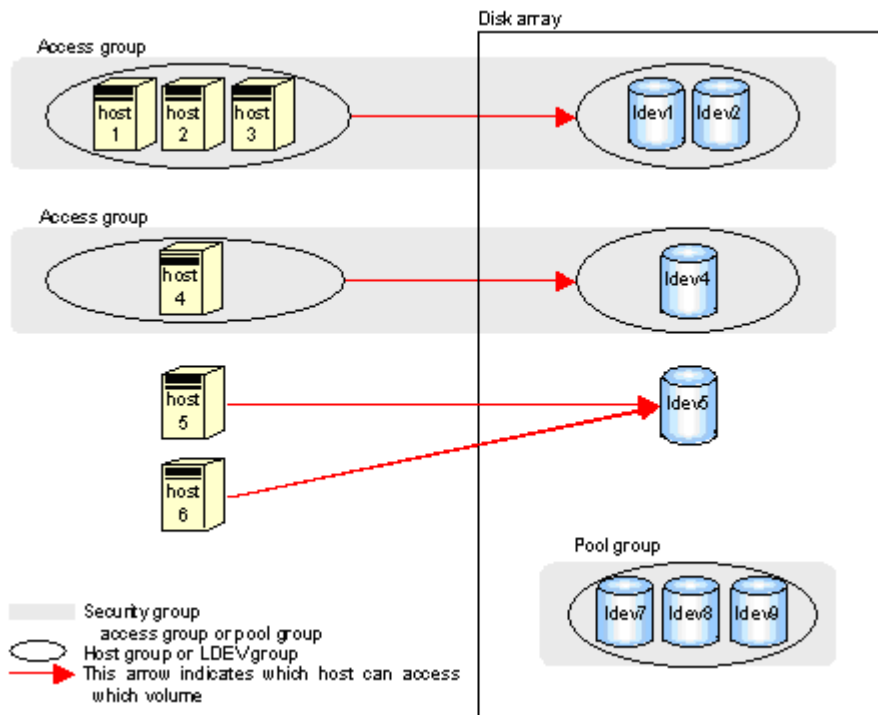 Disk array
Access group
host
1
host
2
host
3
ldev1
ldev2
Access group
host
4
ldev4
host
5
ldev5
host
6
Pool group
ldev7
ldev8
ldev9
Security group
access group or pool group
Host group or LDEV group
This arrow indicates which host can access
which volume